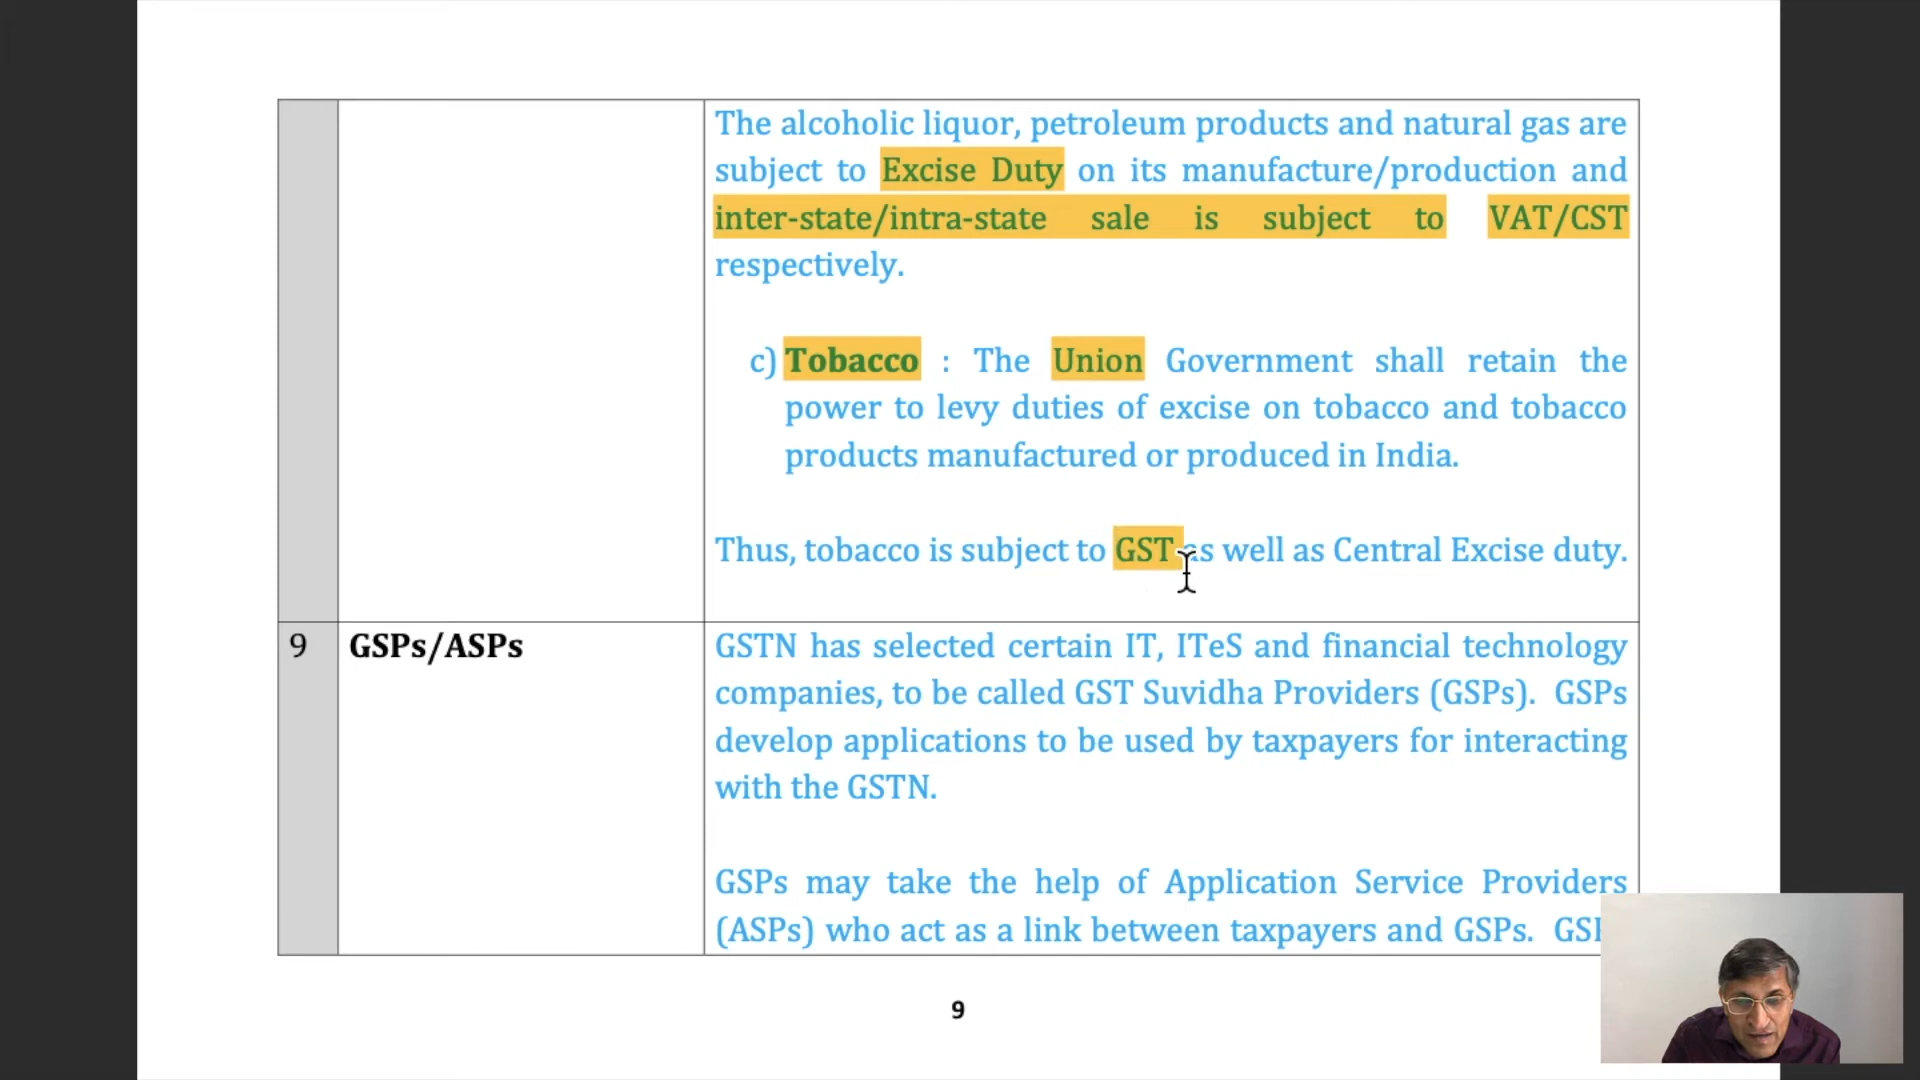 The alcoholic liquor, petroleum products and natural gas are
subject to Excise Duty on its manufacture/production and
inter-state/intra-state sale is subject to VAT/CST
respectively.
c) Tobacco : The Union Government shall retain the
power to levy duties of excise on tobacco and tobacco
products manufactured or produced in India.
Thus, tobacco is subject to GST as well as Central Excise duty.
9 GSPs/ASPs
GSTN has selected certain IT, ITeS and financial technology
companies, to be called GST Suvidha Providers (GSPs). GSPs
develop applications to be used by taxpayers for interacting
with the GSTN.
GSPs may take the help of Application Service Providers
(ASPs) who act as a link between taxpayers and GSPs.
9